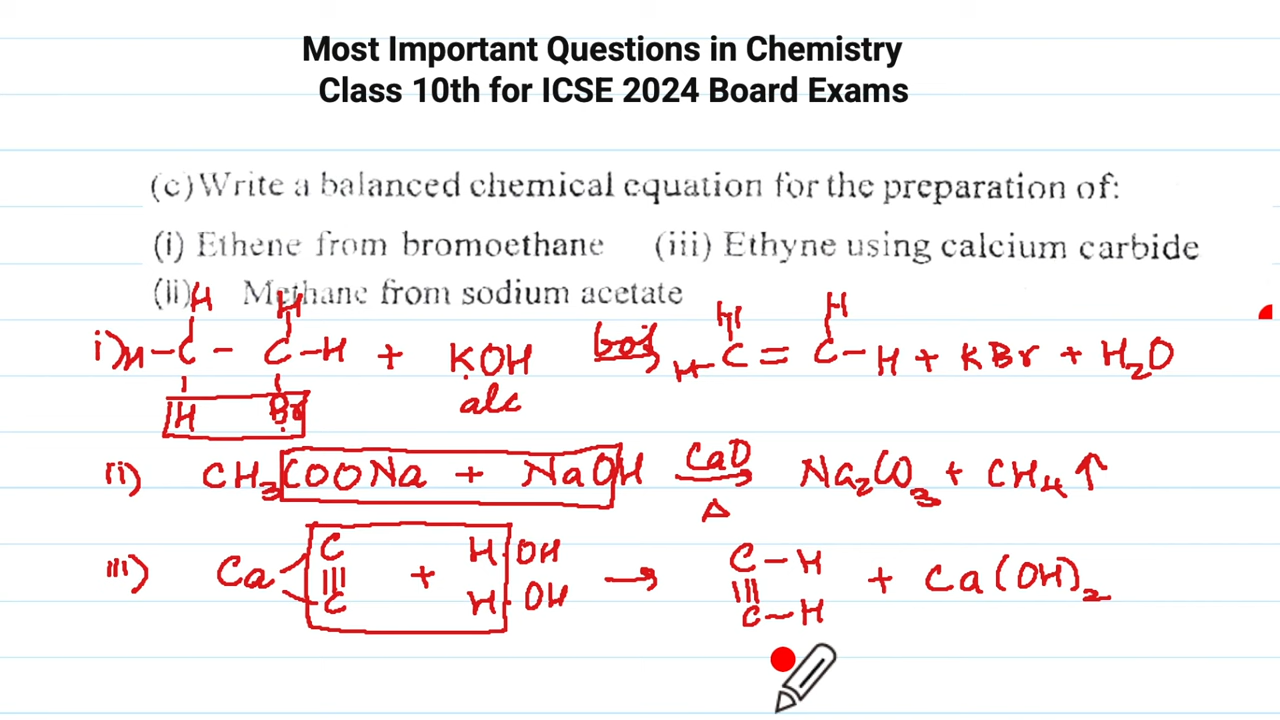 Most Important Questions in Chemistry
Class 10th for ICSE 2024 Board Exams
(c) Write a balanced chemical equation for the preparation of:
(i) Ethene from bromoethane (iii) Ethyne using calcium carbide
(ii) Methane from sodium acetate
H H H H
i) H-C - C-H + KOH boil H-C = C-H + KBr + H2O
H Br alc
(i) CH3COONa + NaOH CaO Na2CO3 + CH4 ↑
Δ
C H OH C-H
iii) Ca ||| + → ||| + Ca(OH)2
C H OH C-H